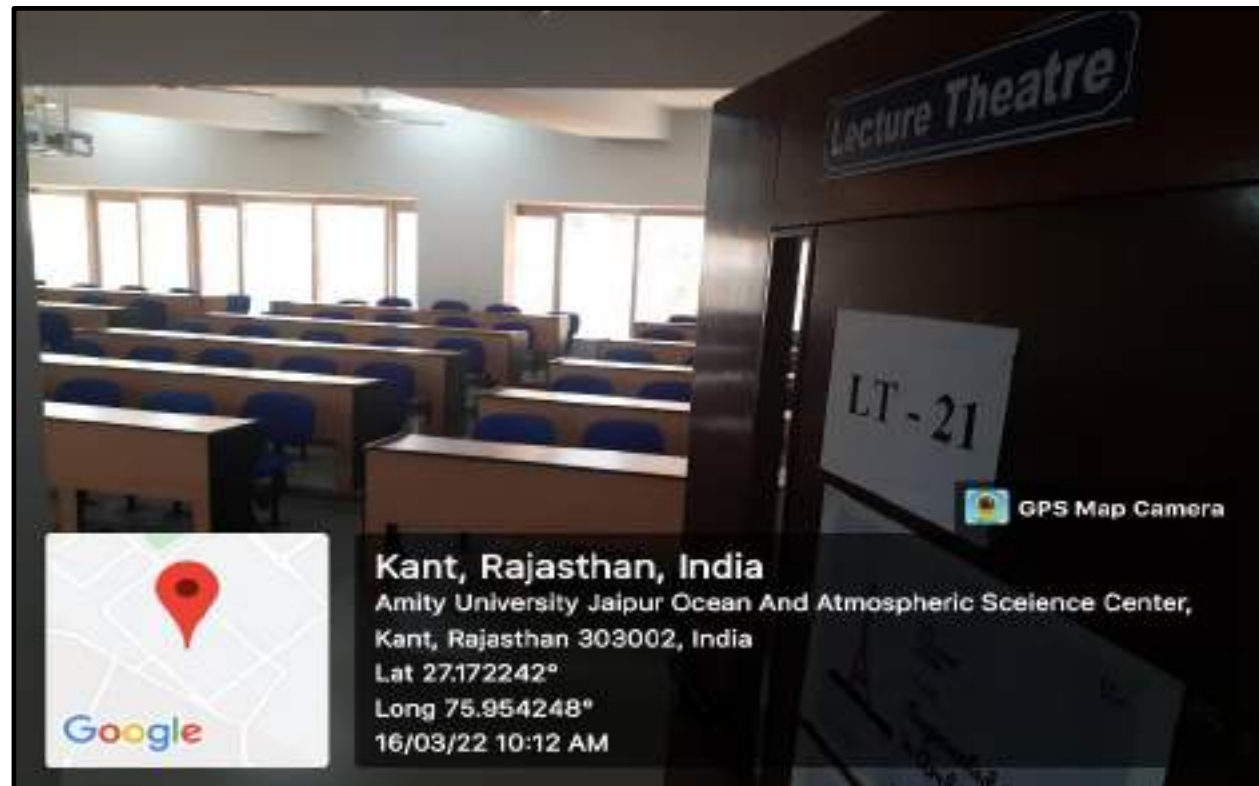 Lecture Theatre
LT - 21
GPS Map Camera
Kant, Rajasthan, India
Amity University Jaipur Ocean And Atmospheric Sceience Center,
Kant, Rajasthan 303002, India
Lat 27.172242°
Long 75.954248°
16/03/22 10:12 AM
Google